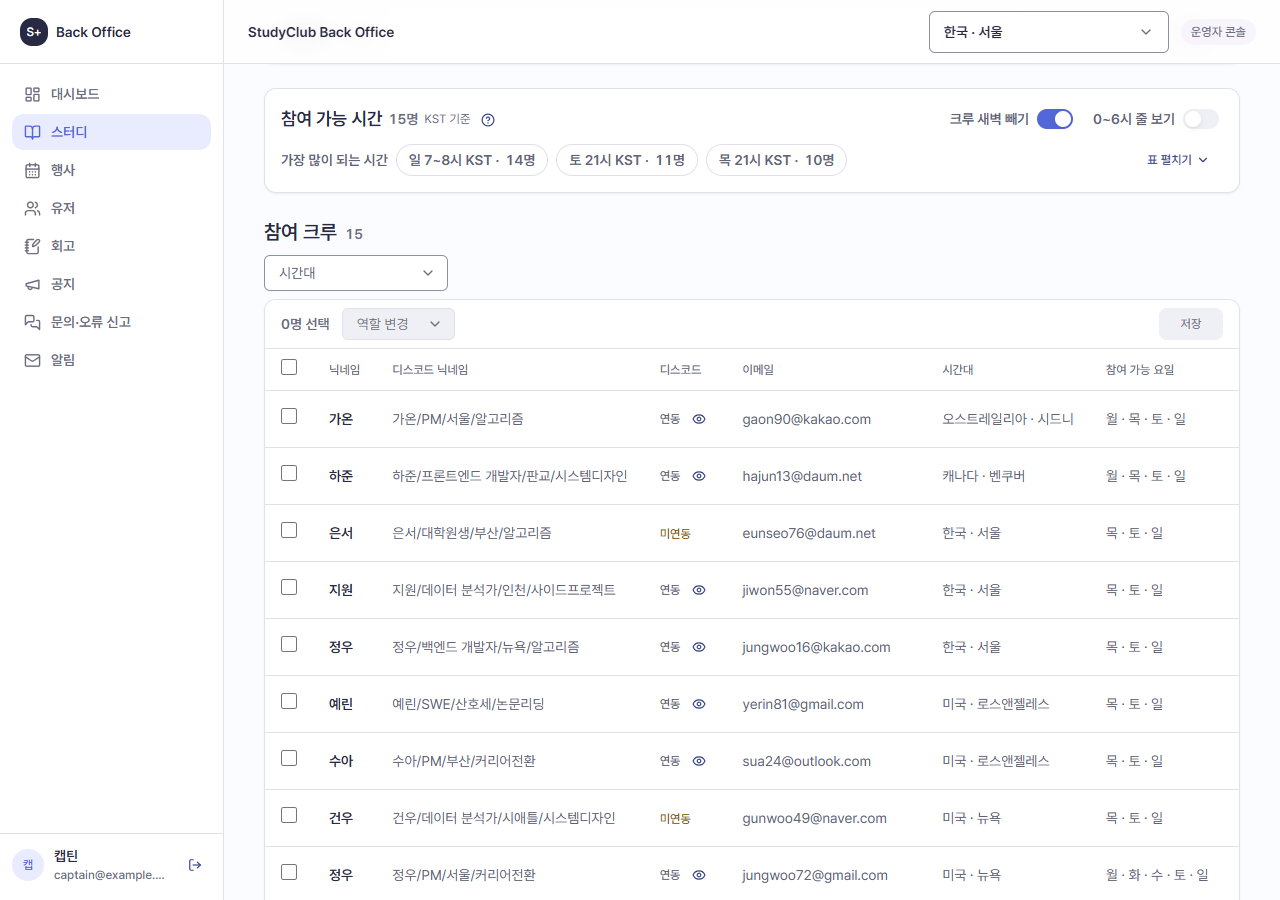 S+ Back Office
StudyClub Back Office
한국 · 서울
운영자 콘솔
대시보드
스터디
행사
유저
회고
공지
문의·오류 신고
알림
캡
캡틴
captain@example....
참여 가능 시간 15명 KST 기준
크루 새벽 빼기
0~6시 줄 보기
가장 많이 되는 시간
일 7~8시 KST · 14명
토 21시 KST · 11명
목 21시 KST · 10명
표 펼치기
참여 크루 15
시간대
0명 선택
역할 변경
저장
닉네임 디스코드 닉네임 디스코드 이메일 시간대 참여 가능 요일
가온 가온/PM/서울/알고리즘 연동 gaon90@kakao.com 오스트레일리아 · 시드니 월 · 목 · 토 · 일
하준 하준/프론트엔드 개발자/판교/시스템디자인 연동 hajun13@daum.net 캐나다 · 벤쿠버 월 · 목 · 토 · 일
은서 은서/대학원생/부산/알고리즘 미연동 eunseo76@daum.net 한국 · 서울 목 · 토 · 일
지원 지원/데이터 분석가/인천/사이드프로젝트 연동 jiwon55@naver.com 한국 · 서울 목 · 토 · 일
정우 정우/백엔드 개발자/뉴욕/알고리즘 연동 jungwoo16@kakao.com 한국 · 서울 목 · 토 · 일
예린 예린/SWE/산호세/논문리딩 연동 yerin81@gmail.com 미국 · 로스앤젤레스 목 · 토 · 일
수아 수아/PM/부산/커리어전환 연동 sua24@outlook.com 미국 · 로스앤젤레스 목 · 토 · 일
건우 건우/데이터 분석가/시애틀/시스템디자인 미연동 gunwoo49@naver.com 미국 · 뉴욕 목 · 토 · 일
정우 정우/PM/서울/커리어전환 연동 jungwoo72@gmail.com 미국 · 뉴욕 월 · 화 · 수 · 토 · 일